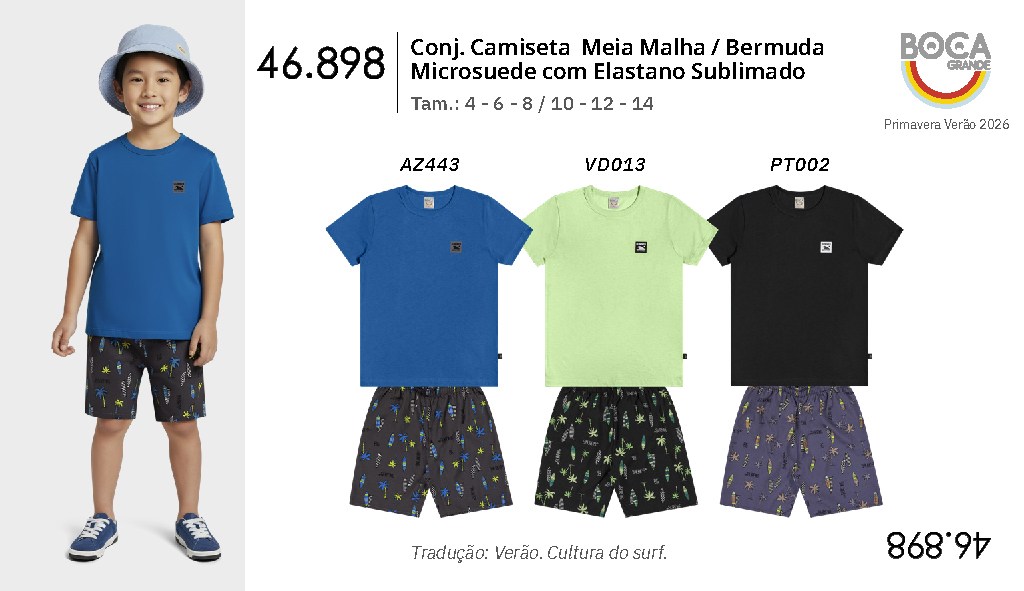 46.898
Conj. Camiseta Meia Malha / Bermuda
Microsuede com Elastano Sublimado
Tam.: 4 - 6 - 8 / 10 - 12 - 14
BOCA
GRANDE
Primavera Verão 2026
AZ443
VD013
PT002
Tradução: Verão. Cultura do surf.
46.898